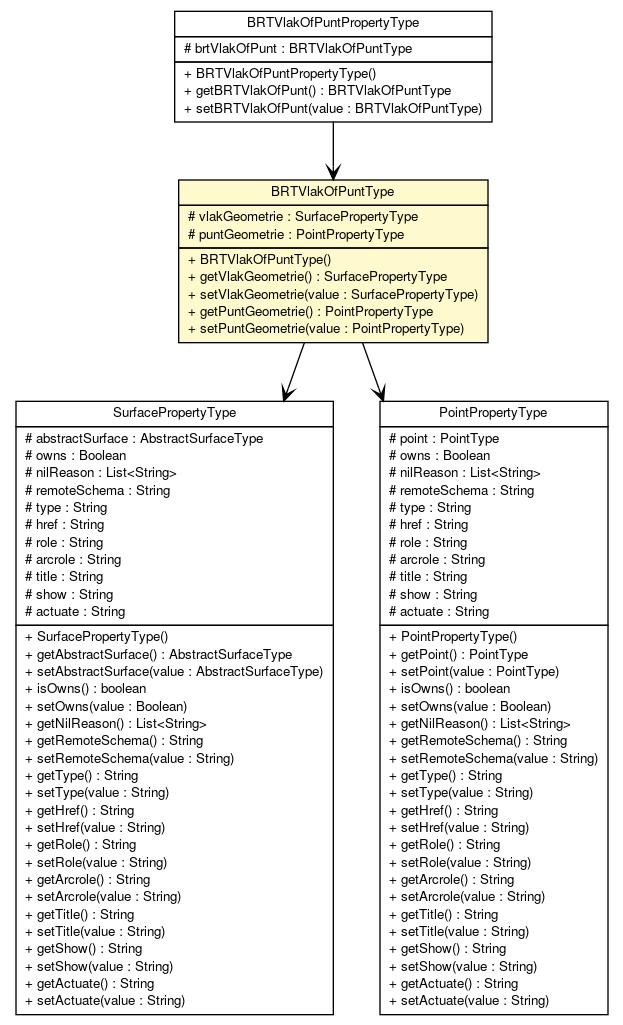 BRTVlakOfPuntPropertyType
# brtVlakOfPunt : BRTVlakOfPuntType
+ BRTVlakOfPuntPropertyType()
+ getBRTVlakOfPunt() : BRTVlakOfPuntType
+ setBRTVlakOfPunt(value : BRTVlakOfPuntType)
BRTVlakOfPuntType
# vlakGeometrie : SurfacePropertyType
# puntGeometrie : PointPropertyType
+ BRTVlakOfPuntType()
+ getVlakGeometrie() : SurfacePropertyType
+ setVlakGeometrie(value : SurfacePropertyType)
+ getPuntGeometrie() : PointPropertyType
+ setPuntGeometrie(value : PointPropertyType)
SurfacePropertyType
# abstractSurface : AbstractSurfaceType
# owns : Boolean
# nilReason : List<String>
# remoteSchema : String
# type : String
# href : String
# role : String
# arcrole : String
# title : String
# show : String
# actuate : String
+ SurfacePropertyType()
+ getAbstractSurface() : AbstractSurfaceType
+ setAbstractSurface(value : AbstractSurfaceType)
+ isOwns() : boolean
+ setOwns(value : Boolean)
+ getNilReason() : List<String>
+ getRemoteSchema() : String
+ setRemoteSchema(value : String)
+ getType() : String
+ setType(value : String)
+ getHref() : String
+ setHref(value : String)
+ getRole() : String
+ setRole(value : String)
+ getArcrole() : String
+ setArcrole(value : String)
+ getTitle() : String
+ setTitle(value : String)
+ getShow() : String
+ setShow(value : String)
+ getActuate() : String
+ setActuate(value : String)
PointPropertyType
# point : PointType
# owns : Boolean
# nilReason : List<String>
# remoteSchema : String
# type : String
# href : String
# role : String
# arcrole : String
# title : String
# show : String
# actuate : String
+ PointPropertyType()
+ getPoint() : PointType
+ setPoint(value : PointType)
+ isOwns() : boolean
+ setOwns(value : Boolean)
+ getNilReason() : List<String>
+ getRemoteSchema() : String
+ setRemoteSchema(value : String)
+ getType() : String
+ setType(value : String)
+ getHref() : String
+ setHref(value : String)
+ getRole() : String
+ setRole(value : String)
+ getArcrole() : String
+ setArcrole(value : String)
+ getTitle() : String
+ setTitle(value : String)
+ getShow() : String
+ setShow(value : String)
+ getActuate() : String
+ setActuate(value : String)